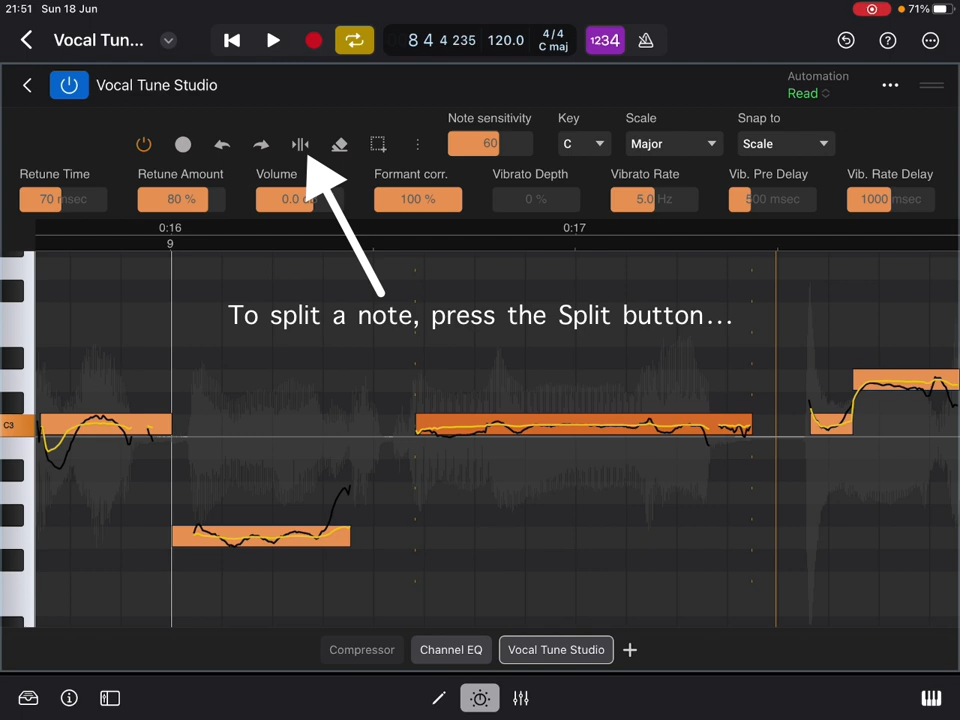 21:51 Sun 18 Jun
71%
Vocal Tun...
8 4 4 235
120.0
4/4
C maj
1234
Vocal Tune Studio
Automation
Read
Note sensitivity
60
Key
C
Scale
Major
Snap to
Scale
Retune Time
70 msec
Retune Amount
80 %
Volume
0.0
Formant corr.
100 %
Vibrato Depth
0 %
Vibrato Rate
5.0 Hz
Vib. Pre Delay
500 msec
Vib. Rate Delay
1000 msec
0:16
0:17
9
To split a note, press the Split button...
C3
Compressor
Channel EQ
Vocal Tune Studio